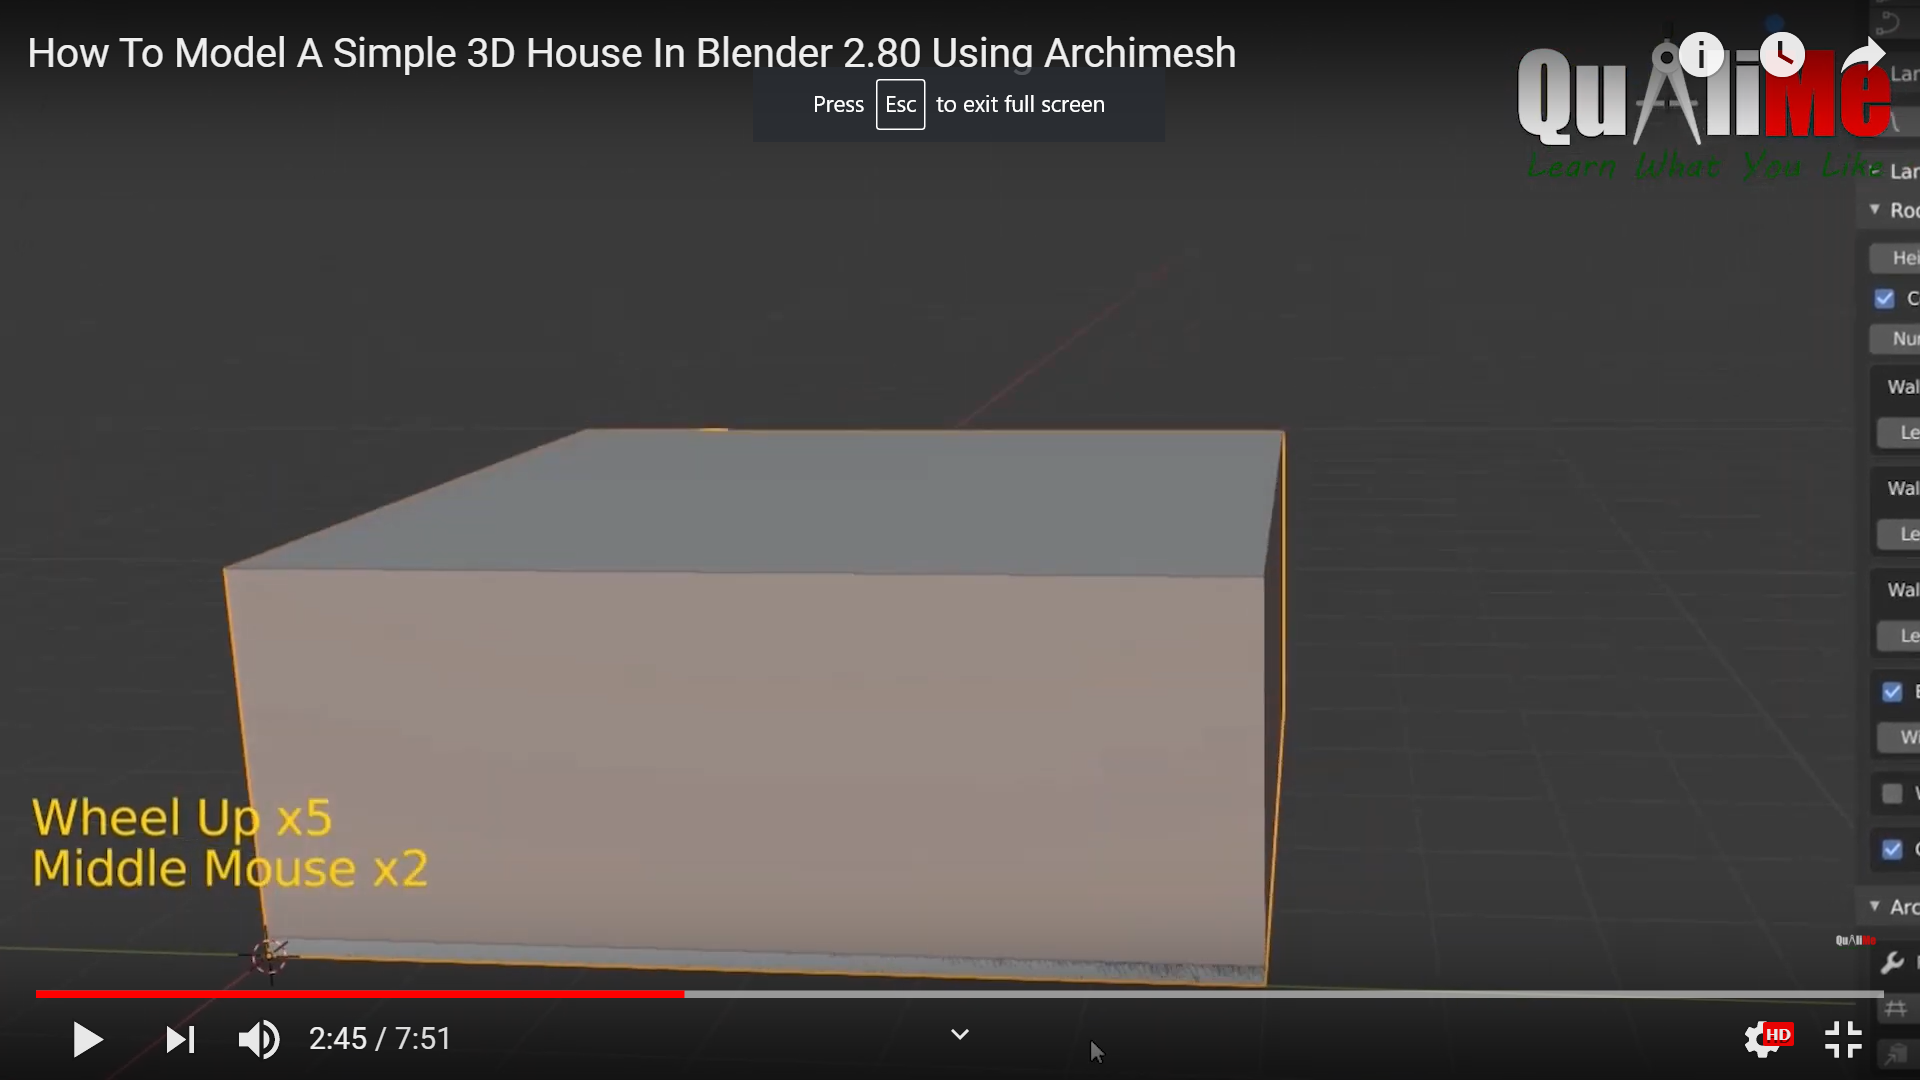 How To Model A Simple 3D House In Blender 2.80 Using Archimesh
Press Esc to exit full screen
QuAliMe
Learn What You Like
Wheel Up x5
Middle Mouse x2
QuAliMe
2:45 / 7:51
HD